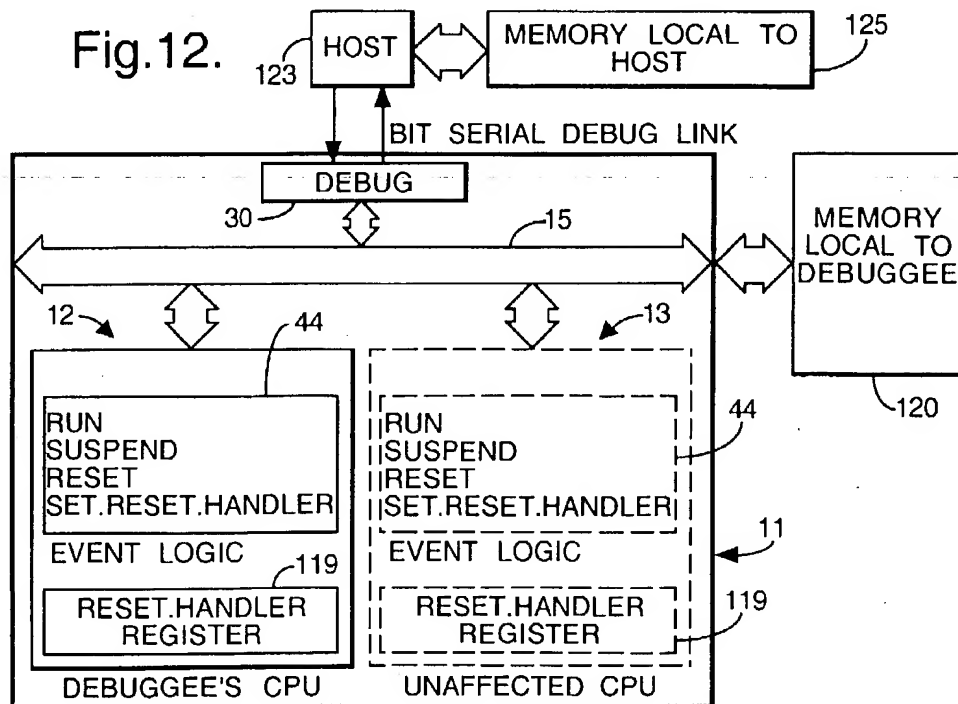 Fig.12.
123
HOST
MEMORY LOCAL TO
HOST
125
BIT SERIAL DEBUG LINK
DEBUG
30
15
MEMORY
LOCAL TO
DEBUGGEE
120
12
44
13
RUN
SUSPEND
RESET
SET.RESET.HANDLER
EVENT LOGIC
119
RESET.HANDLER
REGISTER
DEBUGGEE'S CPU
44
RUN
SUSPEND
RESET
SET.RESET.HANDLER
EVENT LOGIC
11
RESET.HANDLER
REGISTER
119
UNAFFECTED CPU